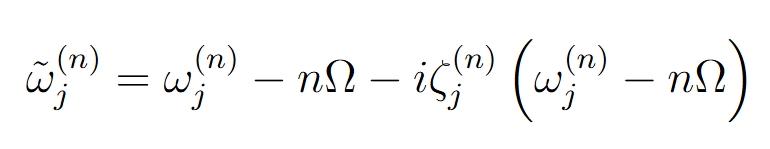 \tilde{\omega}_j^{(n)} = \omega_j^{(n)} - n\Omega - i\zeta_j^{(n)} \left( \omega_j^{(n)} - n\Omega \right)